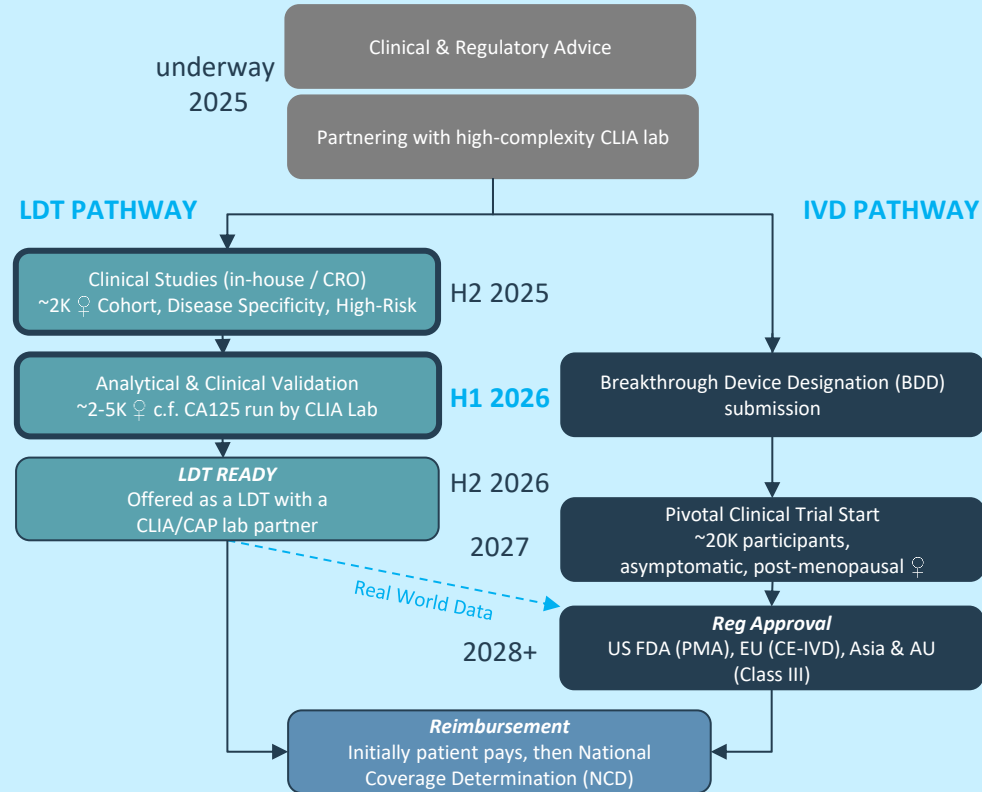 Clinical & Regulatory Advice
underway
2025
Partnering with high-complexity CLIA lab
LDT PATHWAY
IVD PATHWAY
Clinical Studies (in-house / CRO)
~2K ♀ Cohort, Disease Specificity, High-Risk
H2 2025
Analytical & Clinical Validation
~2-5K ♀ c.f. CA125 run by CLIA Lab
H1 2026
Breakthrough Device Designation (BDD)
submission
LDT READY
Offered as a LDT with a
CLIA/CAP lab partner
H2 2026
2027
Pivotal Clinical Trial Start
~20K participants,
asymptomatic, post-menopausal ♀
Real World Data
2028+
Reg Approval
US FDA (PMA), EU (CE-IVD), Asia & AU
(Class III)
Reimbursement
Initially patient pays, then National
Coverage Determination (NCD)